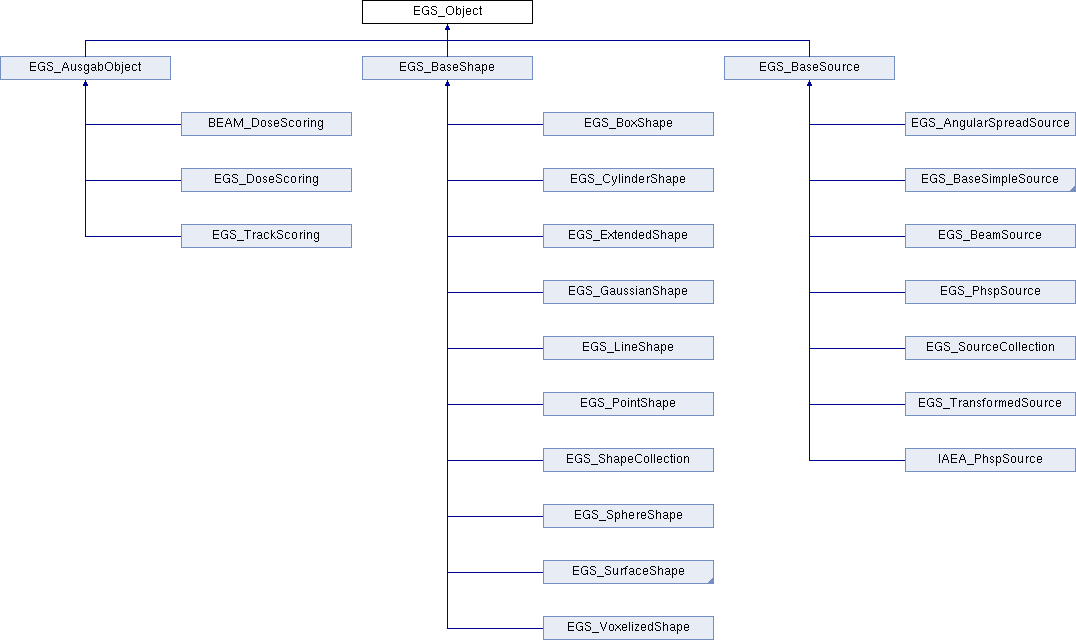 EGS_Object
EGS_AusgabObject
EGS_BaseShape
EGS_BaseSource
BEAM_DoseScoring
EGS_BoxShape
EGS_AngularSpreadSource
EGS_DoseScoring
EGS_CylinderShape
EGS_BaseSimpleSource
EGS_TrackScoring
EGS_ExtendedShape
EGS_BeamSource
EGS_GaussianShape
EGS_PhspSource
EGS_LineShape
EGS_SourceCollection
EGS_PointShape
EGS_TransformedSource
EGS_ShapeCollection
IAEA_PhspSource
EGS_SphereShape
EGS_SurfaceShape
EGS_VoxelizedShape